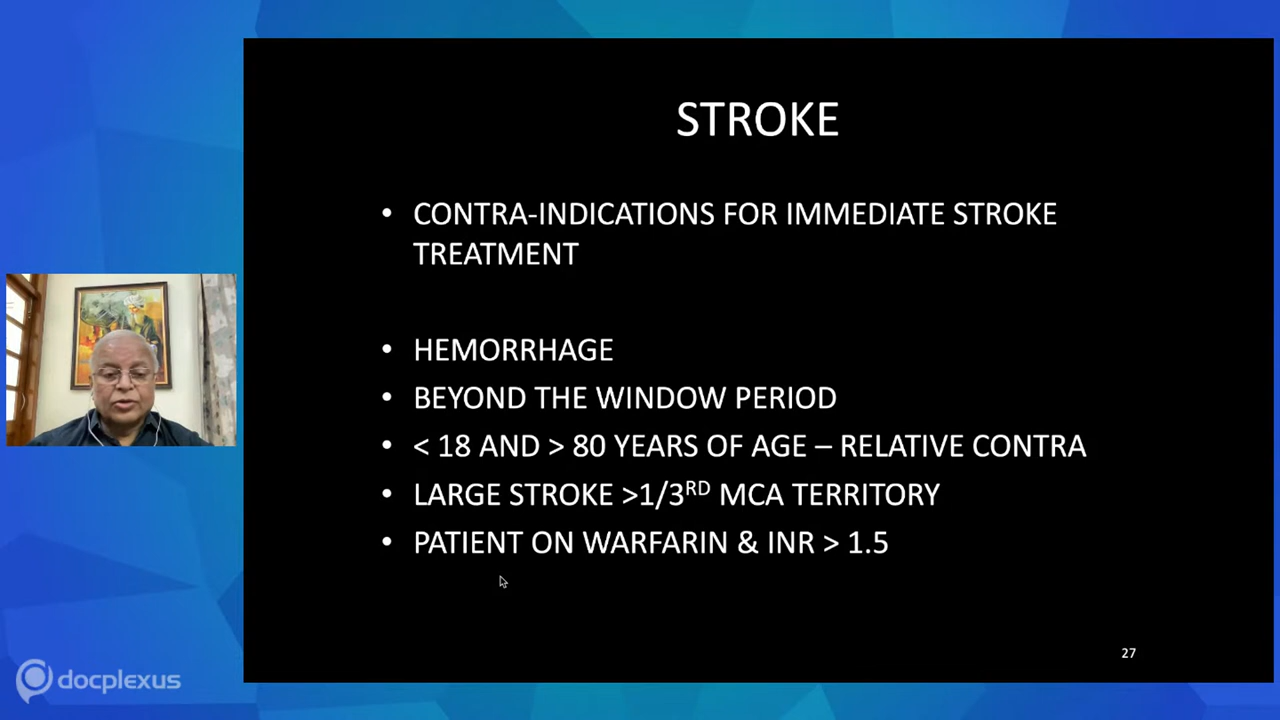 STROKE
• CONTRA-INDICATIONS FOR IMMEDIATE STROKE
TREATMENT
• HEMORRHAGE
• BEYOND THE WINDOW PERIOD
• < 18 AND > 80 YEARS OF AGE – RELATIVE CONTRA
• LARGE STROKE >1/3RD MCA TERRITORY
• PATIENT ON WARFARIN & INR > 1.5
27
docplexus